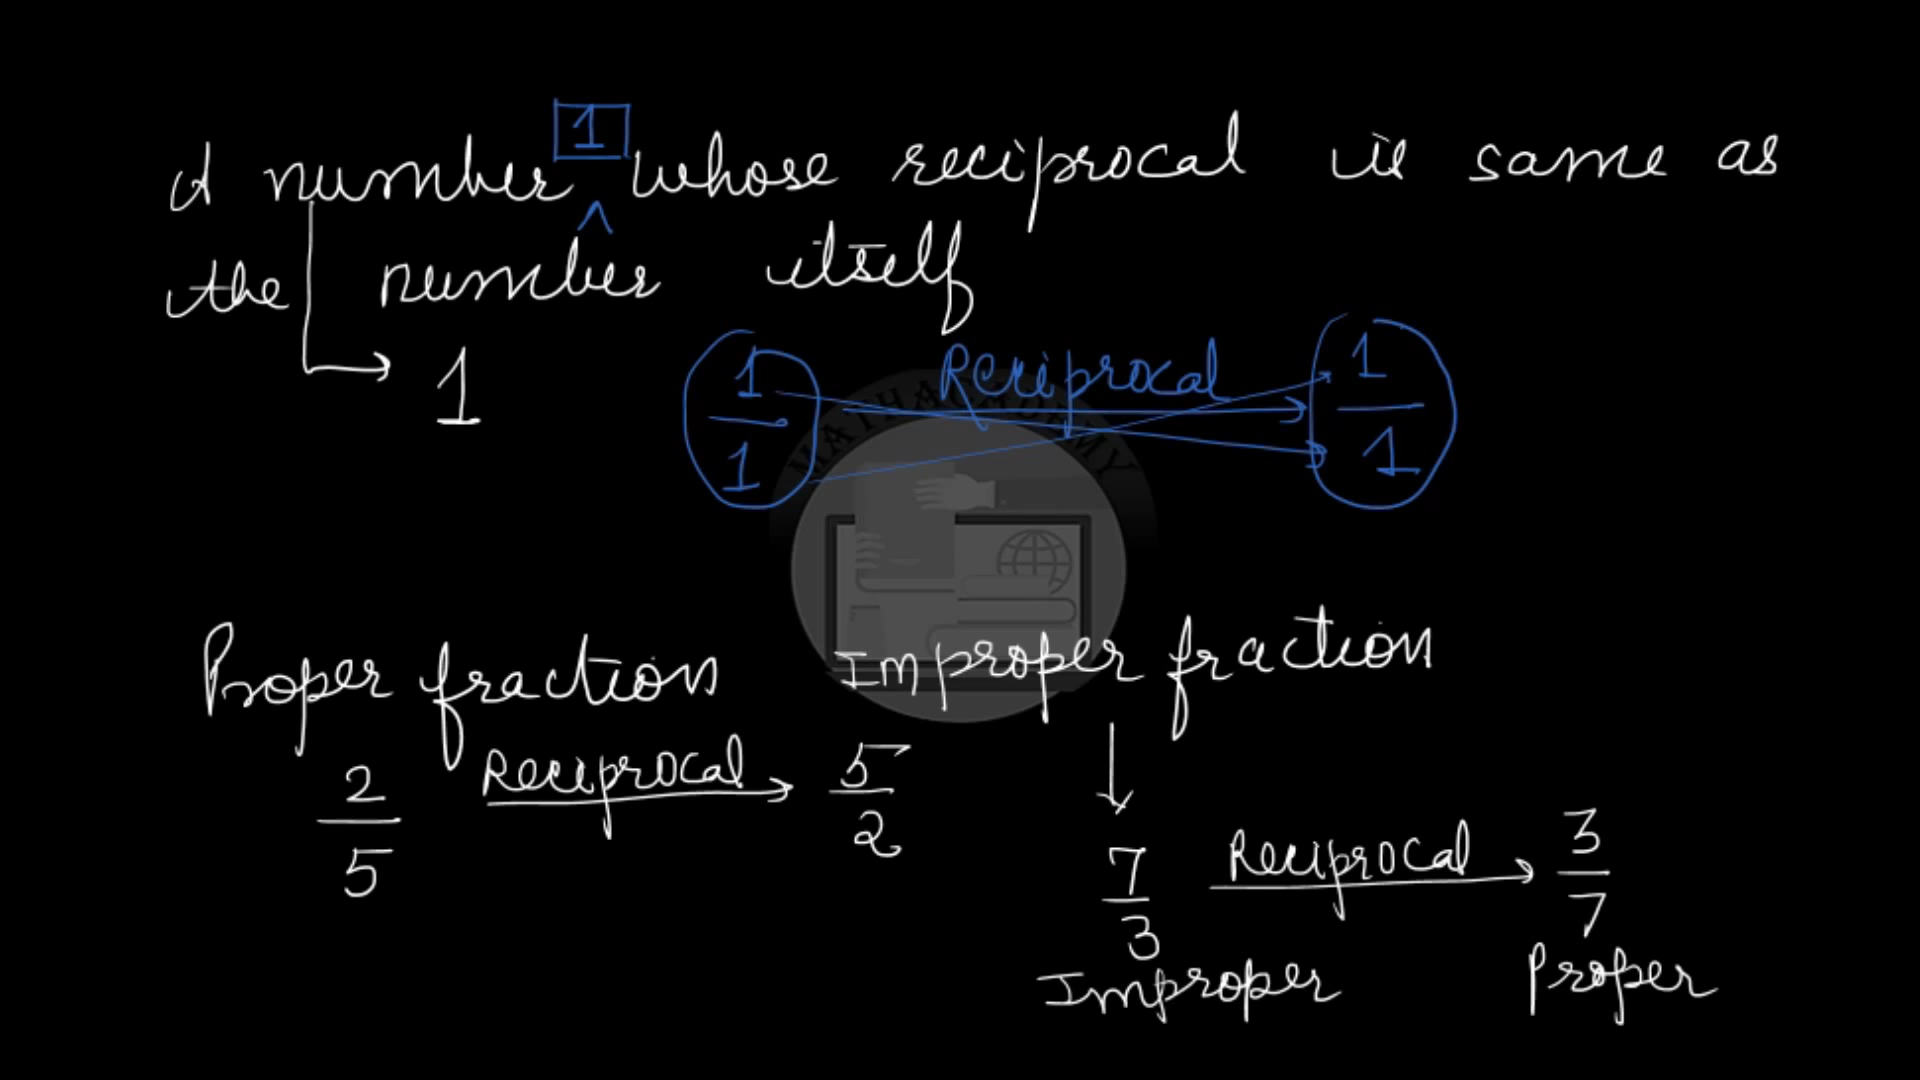 A number 1 whose reciprocal is same as
the number itself
1
1/1 Reciprocal 1/1
MATHACADEMY
Proper fraction Improper fraction
2/5 Reciprocal 5/2
7/3 Reciprocal 3/7
Improper Proper